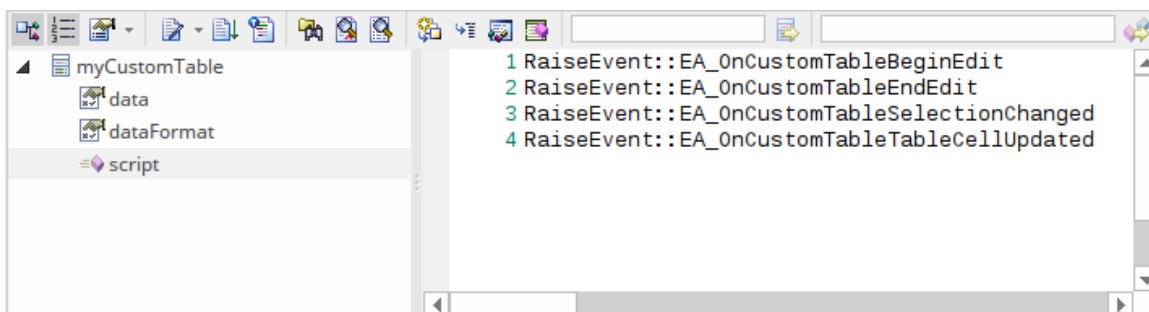 myCustomTable
data
dataFormat
script
1 RaiseEvent::EA_OnCustomTableBeginEdit
2 RaiseEvent::EA_OnCustomTableEndEdit
3 RaiseEvent::EA_OnCustomTableSelectionChanged
4 RaiseEvent::EA_OnCustomTableTableCellUpdated